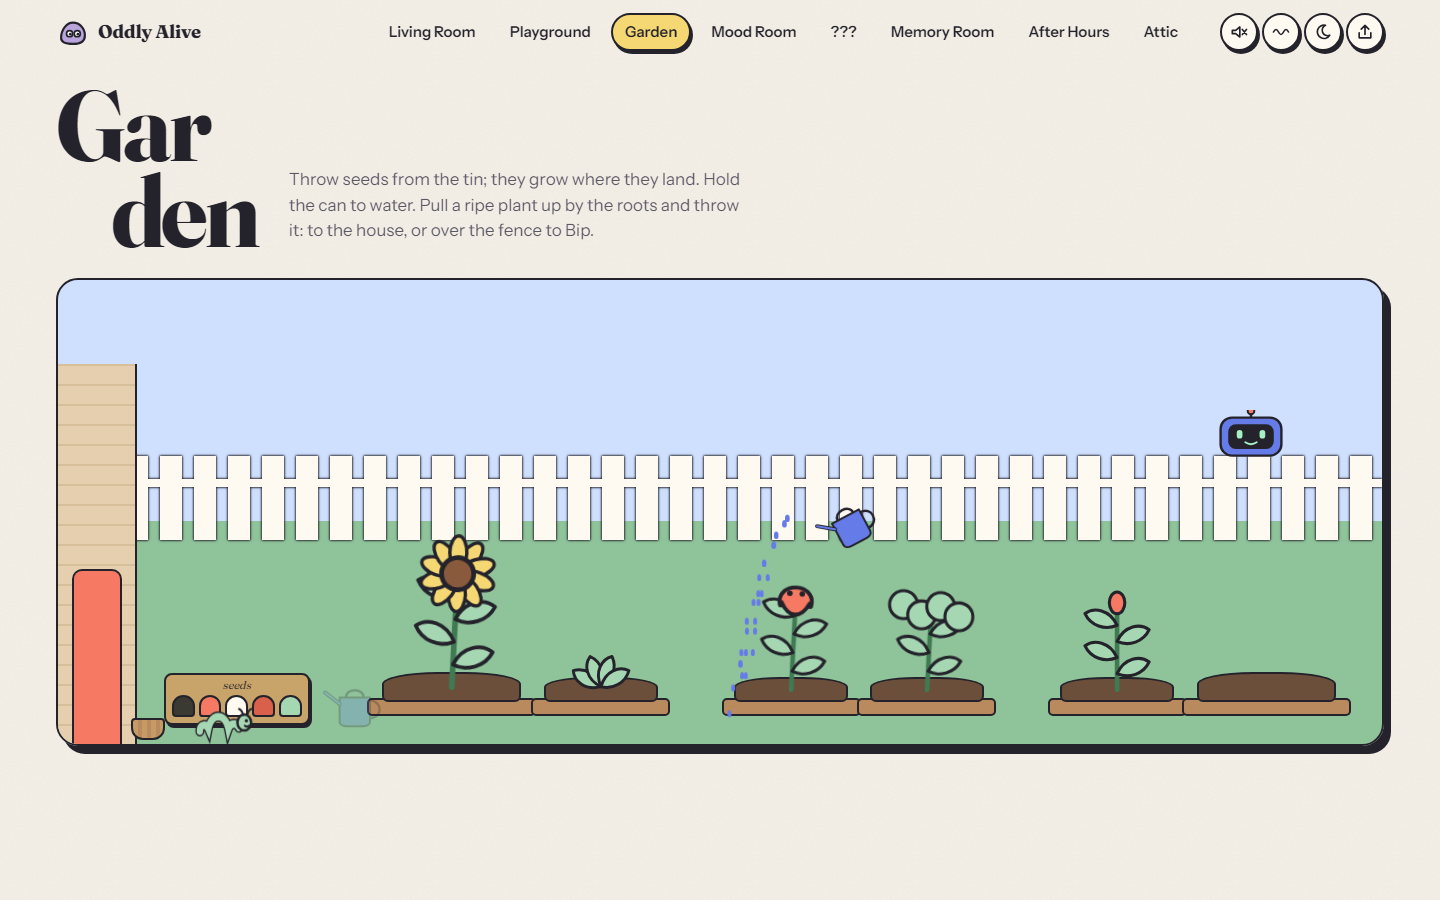 Oddly Alive
Living Room
Playground
Garden
Mood Room
???
Memory Room
After Hours
Attic
Gar
den
Throw seeds from the tin; they grow where they land. Hold
the can to water. Pull a ripe plant up by the roots and throw
it: to the house, or over the fence to Bip.
seeds